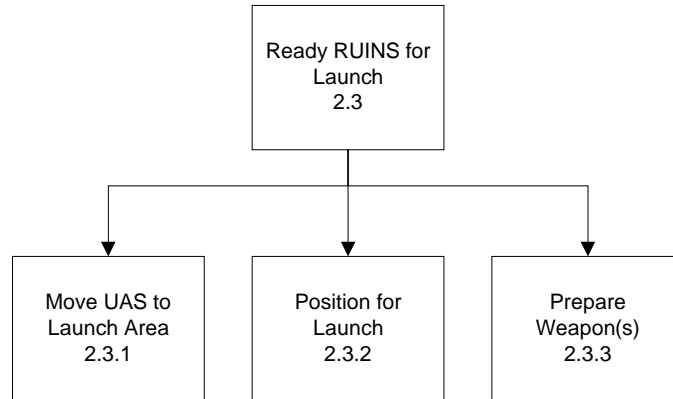 Ready RUINS for
Launch
2.3
Move UAS to
Launch Area
2.3.1
Position for
Launch
2.3.2
Prepare
Weapon(s)
2.3.3